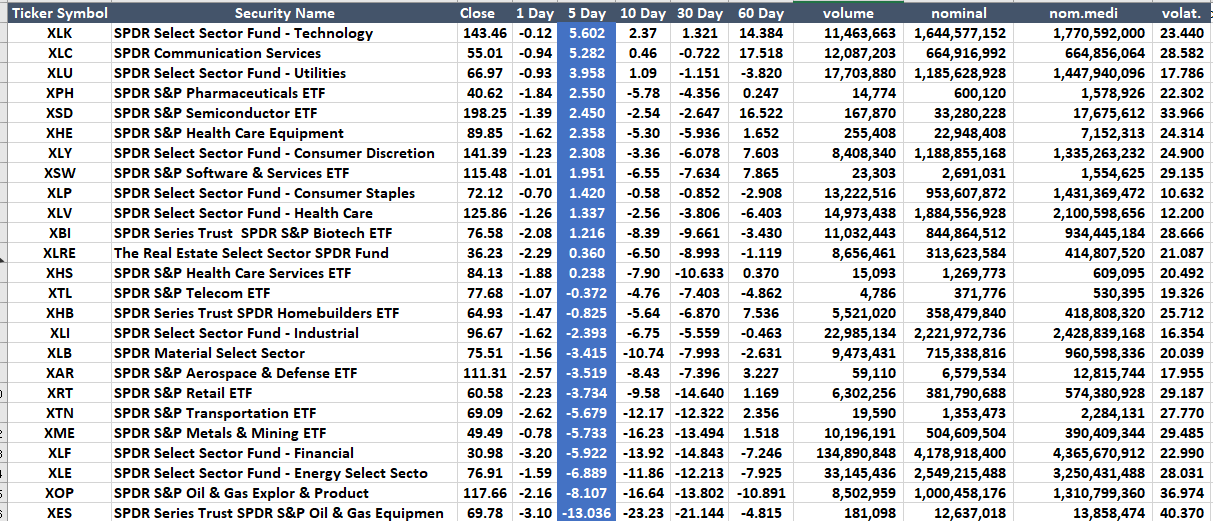 Ticker Symbol Security Name Close 1 Day 5 Day 10 Day 30 Day 60 Day volume nominal nom.medi volat.
XLK SPDR Select Sector Fund - Technology 143.46 -0.12 5.602 2.37 1.321 14.384 11,463,663 1,644,577,152 1,770,592,000 23.440
XLC SPDR Communication Services 55.01 -0.94 5.282 0.46 -0.722 17.518 12,087,203 664,916,992 664,856,064 28.582
XLU SPDR Select Sector Fund - Utilities 66.97 -0.93 3.958 1.09 -1.151 -3.820 17,703,880 1,185,628,928 1,447,940,096 17.786
XPH SPDR S&P Pharmaceuticals ETF 40.62 -1.84 2.550 -5.78 -4.356 0.247 14,774 600,120 1,578,926 22.302
XSD SPDR S&P Semiconductor ETF 198.25 -1.39 2.450 -2.54 -2.647 16.522 167,870 33,280,228 17,675,612 33.966
XHE SPDR S&P Health Care Equipment 89.85 -1.62 2.358 -5.30 -5.936 1.652 255,408 22,948,408 7,152,313 24.314
XLY SPDR Select Sector Fund - Consumer Discretion 141.39 -1.23 2.308 -3.36 -6.078 7.603 8,408,340 1,188,855,168 1,335,263,232 24.900
XSW SPDR S&P Software & Services ETF 115.48 -1.01 1.951 -6.55 -7.634 7.865 23,303 2,691,031 1,554,625 29.135
XLP SPDR Select Sector Fund - Consumer Staples 72.12 -0.70 1.420 -0.58 -0.852 -2.908 13,222,516 953,607,872 1,431,369,472 10.632
XLV SPDR Select Sector Fund - Health Care 125.86 -1.26 1.337 -2.56 -3.806 -6.403 14,973,438 1,884,556,928 2,100,598,656 12.200
XBI SPDR Series Trust SPDR S&P Biotech ETF 76.58 -2.08 1.216 -8.39 -9.661 -3.430 11,032,443 844,864,512 934,445,184 28.666
XLRE The Real Estate Select Sector SPDR Fund 36.23 -2.29 0.360 -6.50 -8.993 -1.119 8,656,461 313,623,584 414,807,520 21.087
XHS SPDR S&P Health Care Services ETF 84.13 -1.88 0.238 -7.90 -10.633 0.370 15,093 1,269,773 609,095 20.492
XTL SPDR S&P Telecom ETF 77.68 -1.07 -0.372 -4.76 -7.403 -4.862 4,786 371,776 530,395 19.326
XHB SPDR Series Trust SPDR Homebuilders ETF 64.93 -1.47 -0.825 -5.64 -6.870 7.536 5,521,020 358,479,840 418,808,320 25.712
XLI SPDR Select Sector Fund - Industrial 96.67 -1.62 -2.393 -6.75 -5.559 -0.463 22,985,134 2,221,972,736 2,428,839,168 16.354
XLB SPDR Material Select Sector 75.51 -1.56 -3.415 -10.74 -7.993 -2.631 9,473,431 715,338,816 960,598,336 20.039
XAR SPDR S&P Aerospace & Defense ETF 111.31 -2.57 -3.519 -8.43 -7.396 3.227 59,110 6,579,534 12,815,744 17.955
XRT SPDR S&P Retail ETF 60.58 -2.23 -3.734 -9.58 -14.640 1.169 6,302,256 381,790,688 574,380,928 29.187
XTN SPDR S&P Transportation ETF 69.09 -2.62 -5.679 -12.17 -12.322 2.356 19,590 1,353,473 2,284,131 27.770
XME SPDR S&P Metals & Mining ETF 49.49 -0.78 -5.733 -16.23 -13.494 1.518 10,196,191 504,609,504 390,409,344 29.485
XLF SPDR Select Sector Fund - Financial 30.98 -3.20 -5.922 -13.92 -14.843 -7.246 134,890,848 4,178,918,400 4,365,670,912 22.990
XLE SPDR Select Sector Fund - Energy Select Secto 76.91 -1.59 -6.889 -11.86 -12.213 -7.925 33,145,436 2,549,215,488 3,250,431,488 28.031
XOP SPDR S&P Oil & Gas Explor & Product 117.66 -2.16 -8.107 -16.64 -13.802 -10.891 8,502,959 1,000,458,176 1,310,799,360 36.974
XES SPDR Series Trust SPDR S&P Oil & Gas Equipmen 69.78 -3.10 -13.036 -23.23 -21.144 -4.815 181,098 12,637,018 13,858,474 40.370